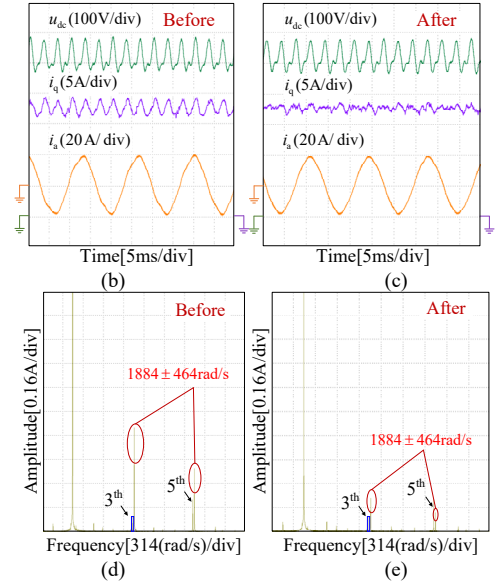 u_dc (100V/div) Before
i_q (5A/div)
i_a (20A/ div)
Time[5ms/div]
(b)
u_dc (100V/div) After
i_q (5A/div)
i_a (20A/ div)
Time[5ms/div]
(c)
Before
1884 ± 464rad/s
3th
5th
Amplitude[0.16A/div]
Frequency[314(rad/s)/div]
(d)
After
1884 ± 464rad/s
3th
5th
Amplitude[0.16A/div]
Frequency[314(rad/s)/div]
(e)